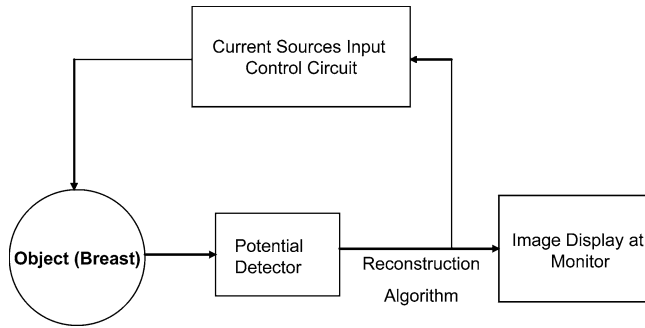 Current Sources Input
Control Circuit
Object (Breast)
Potential
Detector
Reconstruction
Algorithm
Image Display at
Monitor